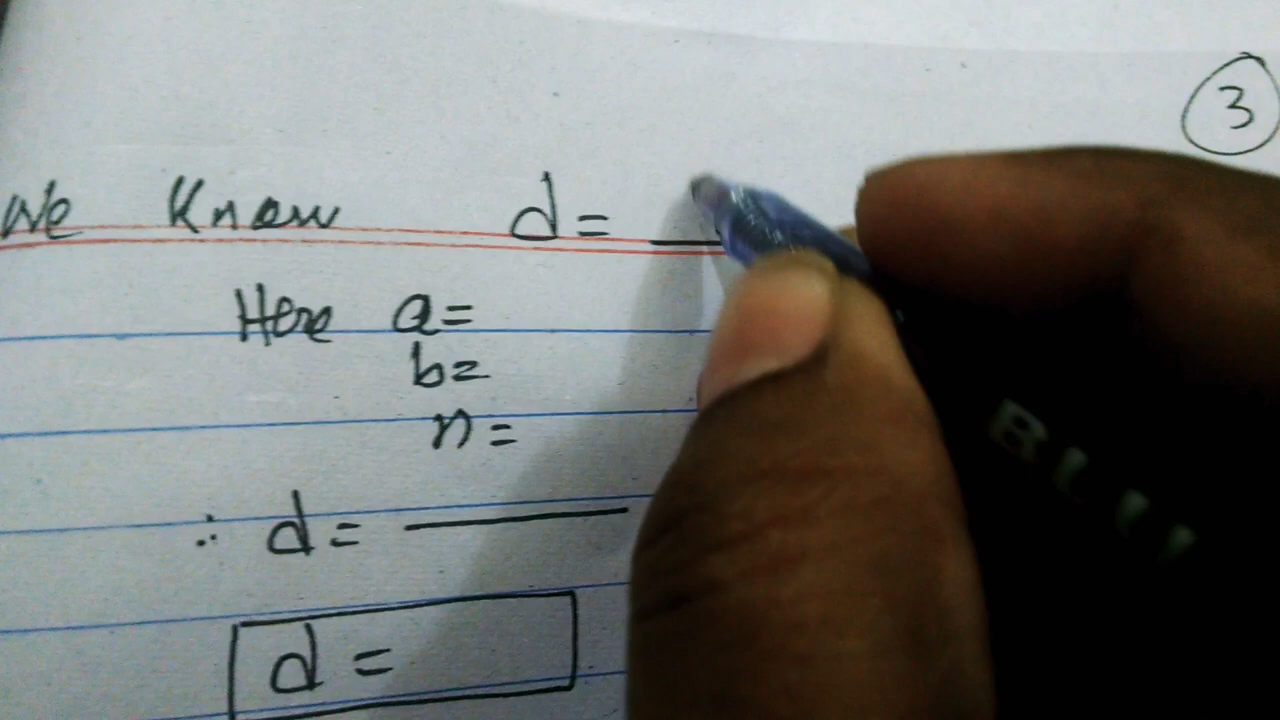 3
We Know d=
Here a=
b=
n=
∴ d=
d =